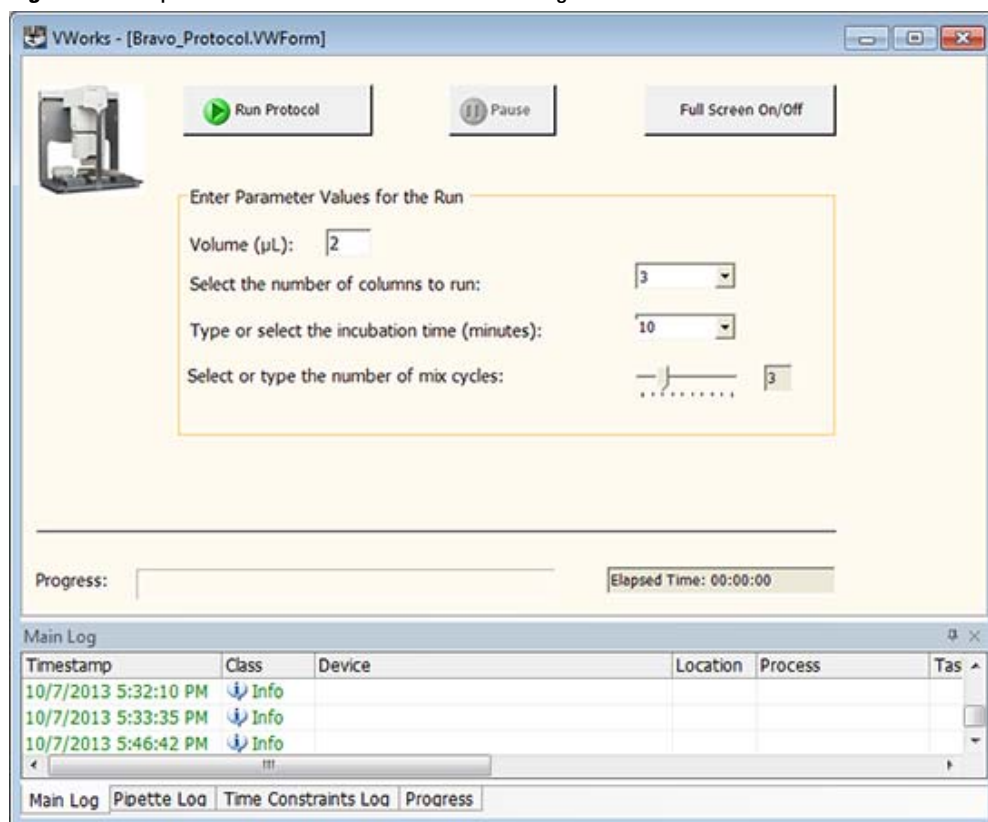 VWorks - [Bravo_Protocol.VWForm]
Run Protocol
Pause
Full Screen On/Off
Enter Parameter Values for the Run
Volume (µL): 2
Select the number of columns to run: 3
Type or select the incubation time (minutes): 10
Select or type the number of mix cycles: 3
Progress:
Elapsed Time: 00:00:00
Main Log
Timestamp Class Device Location Process Tas
10/7/2013 5:32:10 PM Info
10/7/2013 5:33:35 PM Info
10/7/2013 5:46:42 PM Info
Main Log Pipette Log Time Constraints Log Progress